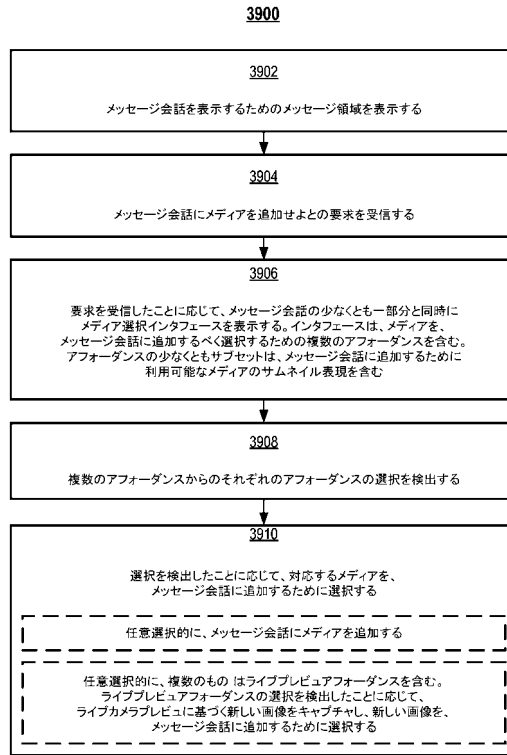 3900
3902
メッセージ会話を表示するためのメッセージ領域を表示する
3904
メッセージ会話にメディアを追加せよとの要求を受信する
3906
要求を受信したことに応じて、メッセージ会話の少なくとも一部分と同時に
メディア選択インタフェースを表示する。インタフェースは、メディアを、
メッセージ会話に追加するべく選択するための複数のアフォーダンスを含む。
アフォーダンスの少なくともサブセットは、メッセージ会話に追加するために
利用可能なメディアのサムネイル表現を含む
3908
複数のアフォーダンスからのそれぞれのアフォーダンスの選択を検出する
3910
選択を検出したことに応じて、対応するメディアを、
メッセージ会話に追加するために選択する
任意選択的に、メッセージ会話にメディアを追加する
任意選択的に、複数のもの はライブプレビュアフォーダンスを含む。
ライブプレビュアフォーダンスの選択を検出したことに応じて、
ライブカメラプレビュに基づく新しい画像をキャプチャし、新しい画像を、
メッセージ会話に追加するために選択する